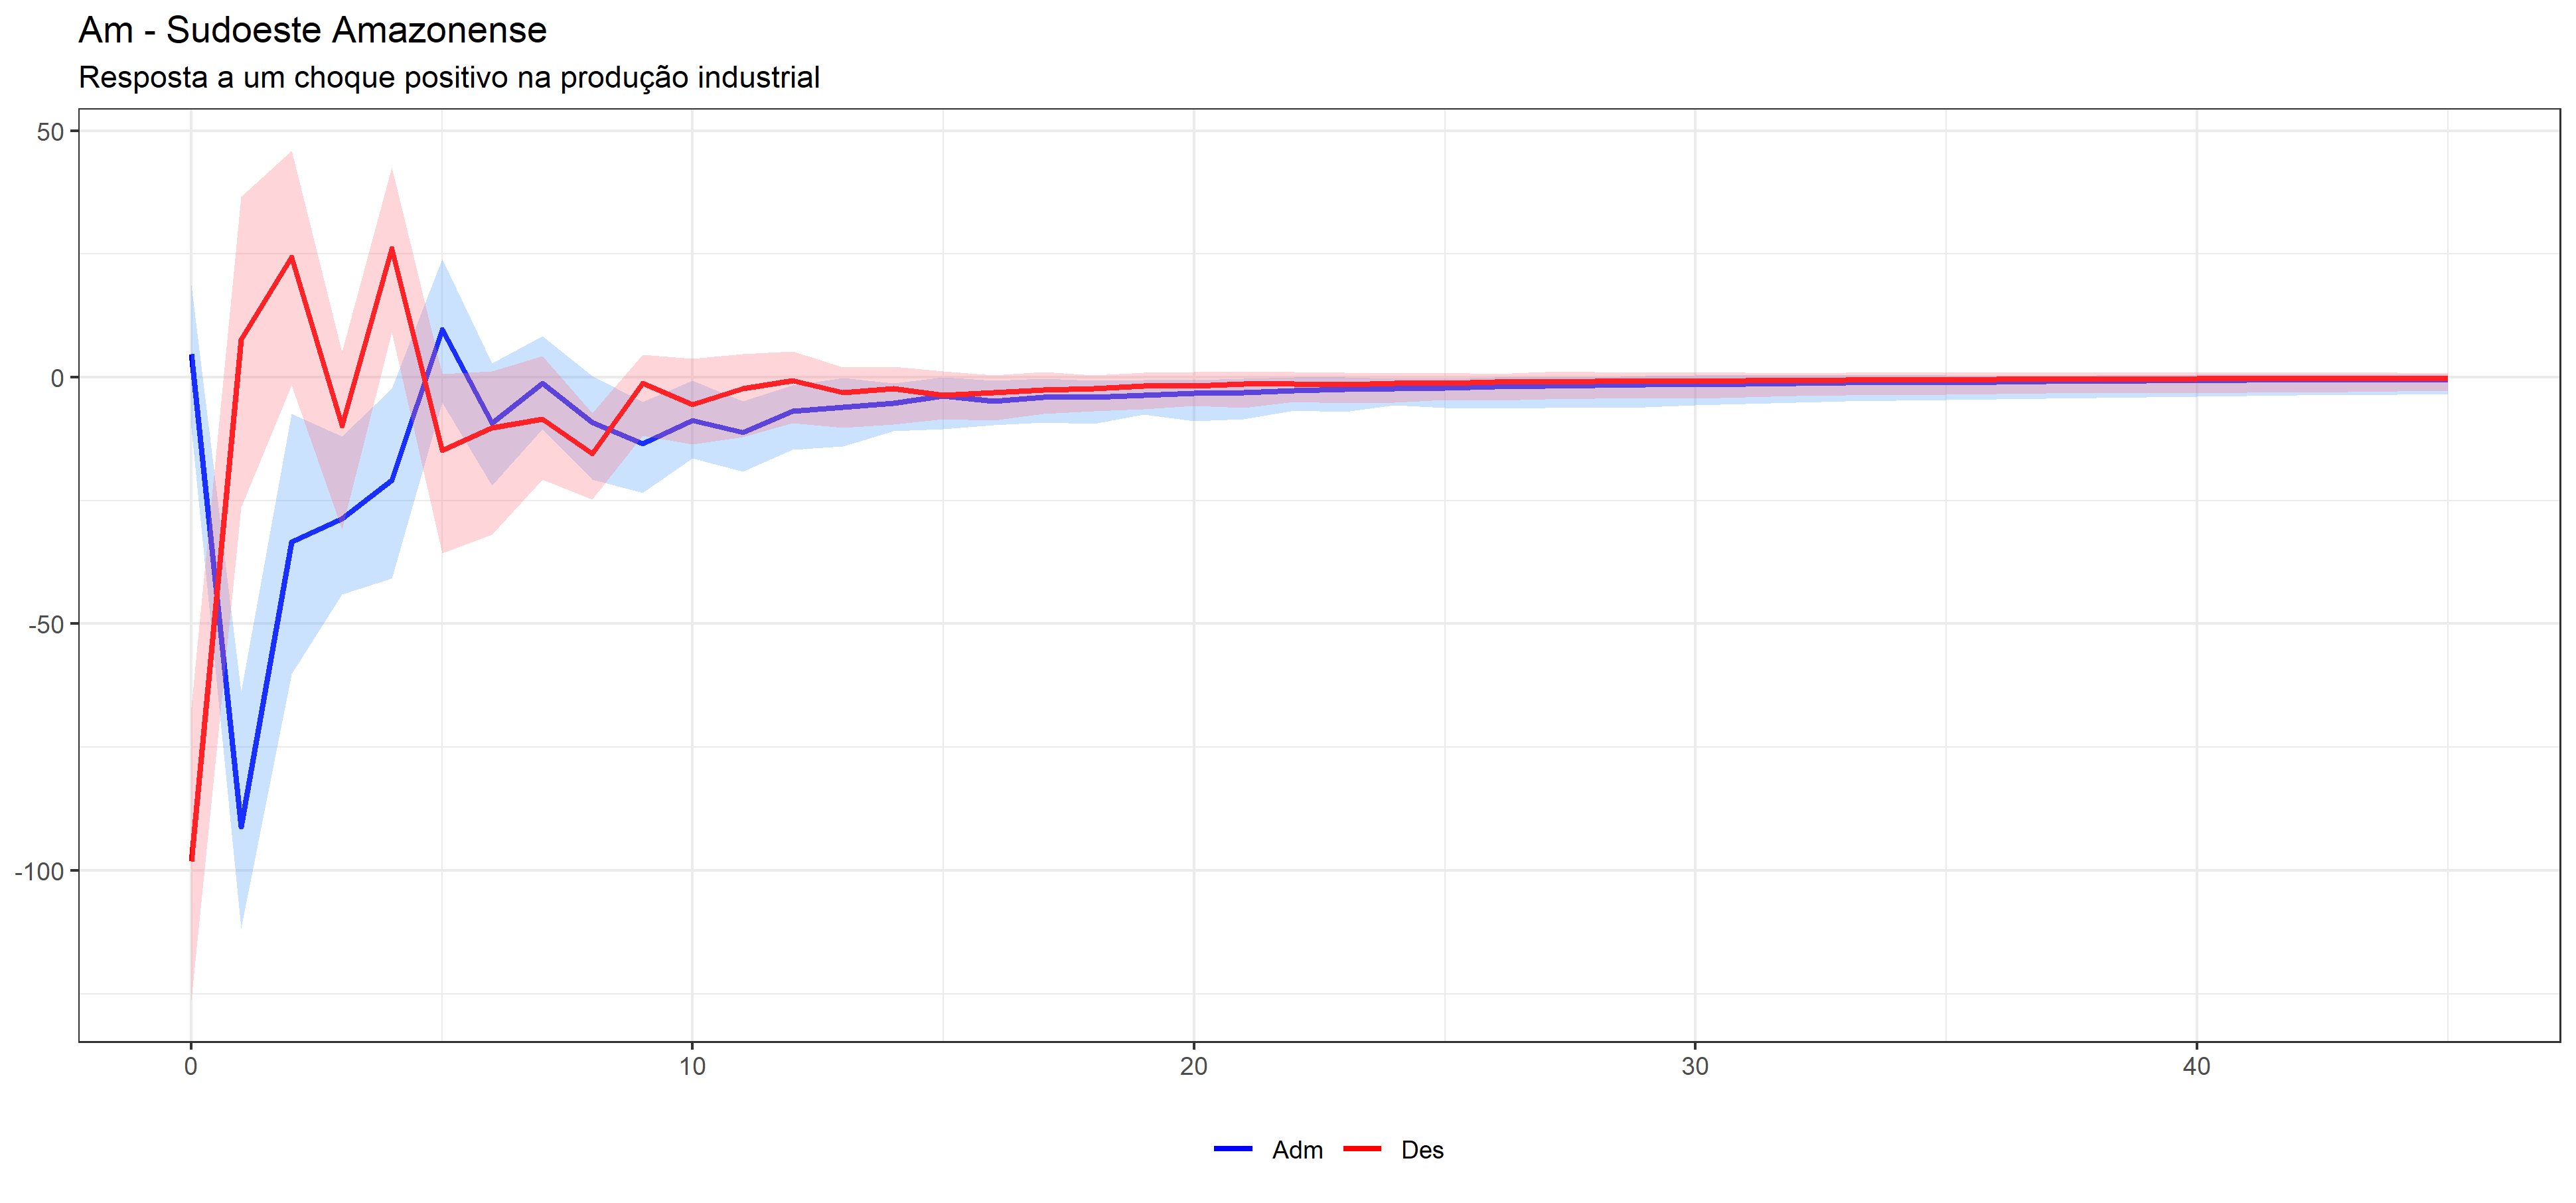 Am - Sudoeste Amazonense
Resposta a um choque positivo na produção industrial
50
0
-50
-100
0 10 20 30 40
Adm Des